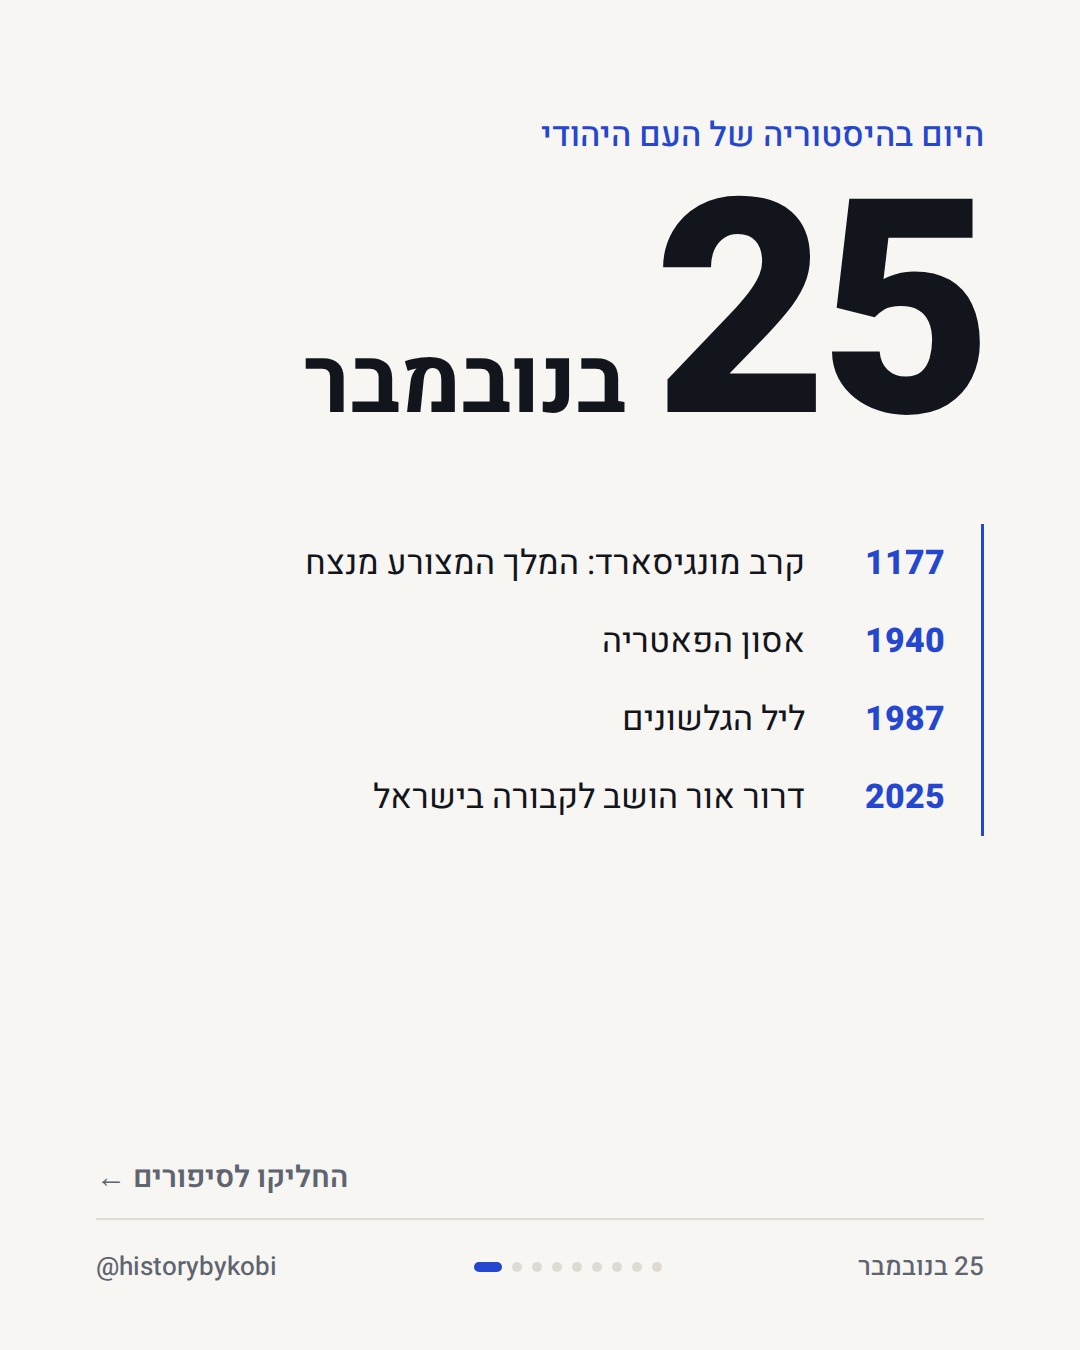 היום בהיסטוריה של העם היהודי
25 בנובמבר
1177 קרב מונגיסארד: המלך המצורע מנצח
1940 אסון הפאטריה
1987 ליל הגלשונים
2025 דרור אור הושב לקבורה בישראל
החליקו לסיפורים ←
25 בנובמבר
@historybykobi